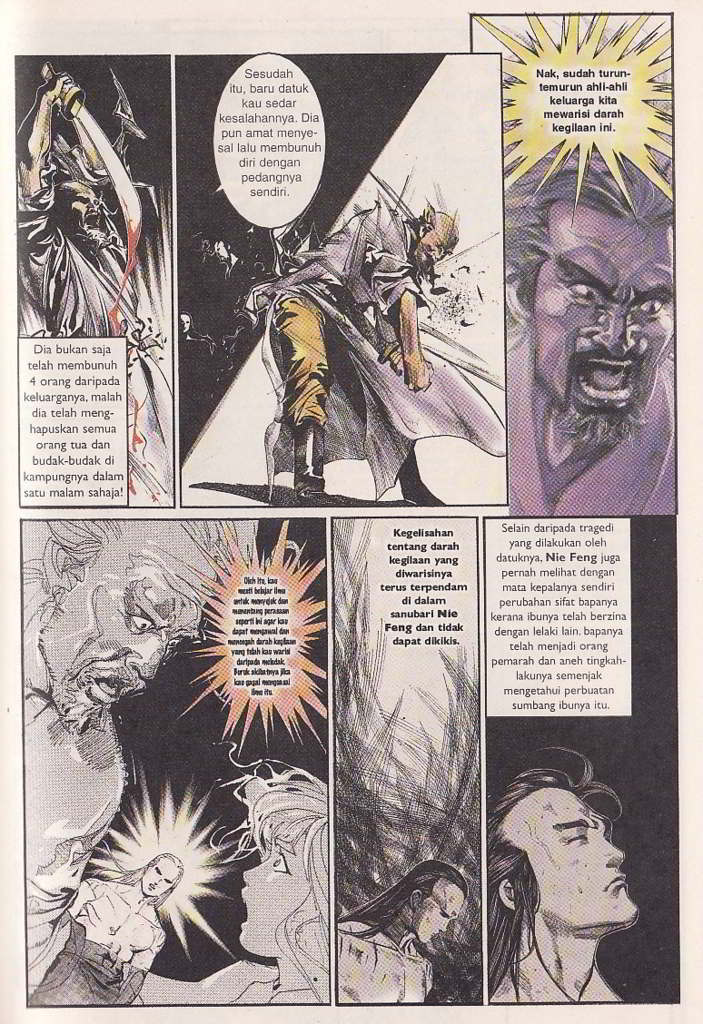 Dia bukan saja
telah membunuh
4 orang daripada
keluarganya, malah
dia telah meng-
hapuskan semua
orang tua dan
budak-budak di
kampungnya dalam
satu malam sahaja!
Sesudah
itu, baru datuk
kau sedar
kesalahannya. Dia
pun amat menye-
sal lalu membunuh
diri dengan
pedangnya
sendiri.
Nak, sudah turun-
temurun ahli-ahli
keluarga kita
mewarisi darah
kegilaan ini.
Oleh itu, kau
mesti belajar ilmu
untuk menyejuk dan
menentang perasaan
seperti ini agar kau
dapat mengawal dan
mencegah darah kegilaan
yang telah kau warisi
daripada meledak.
Buruk akibatnya jika
kau gagal menguasai
ilmu itu.
Kegelisahan
tentang darah
kegilaan yang
diwarisinya
terus terpendam
di dalam
sanubari Nie
Feng dan tidak
dapat dikikis.
Selain daripada tragedi
yang dilakukan oleh
datuknya, Nie Feng juga
pernah melihat dengan
mata kepalanya sendiri
perubahan sifat bapanya
kerana ibunya telah berzina
dengan lelaki lain. bapanya
telah menjadi orang
pemarah dan aneh tingkah-
lakunya semenjak
mengetahui perbuatan
sumbang ibunya itu.